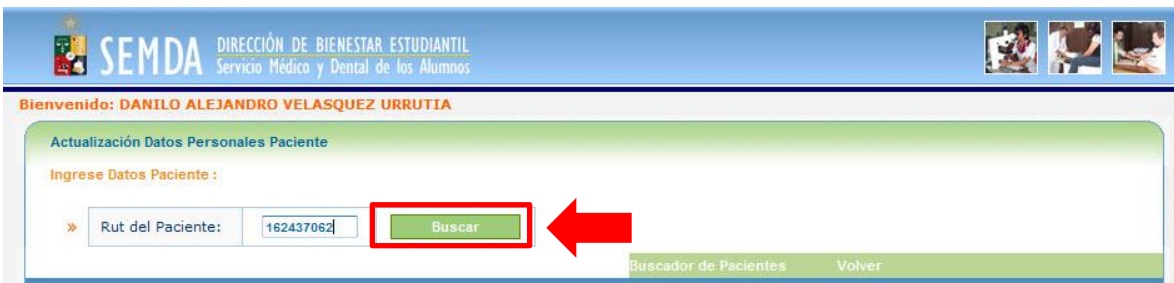 SEMDA DIRECCIÓN DE BIENESTAR ESTUDIANTIL
Servicio Médico y Dental de los Alumnos
Bienvenido: DANILO ALEJANDRO VELASQUEZ URRUTIA
Actualización Datos Personales Paciente
Ingrese Datos Paciente :
» Rut del Paciente: 162437062 Buscar
Buscador de Pacientes Volver